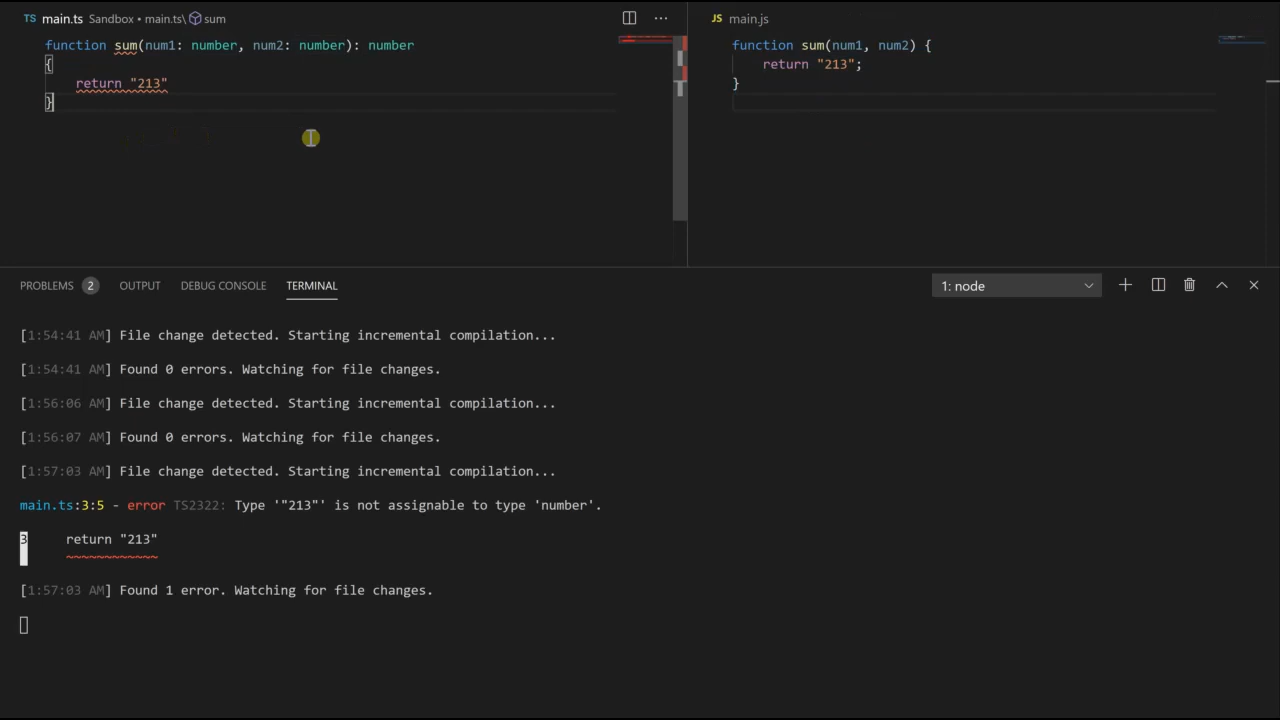 TS main.ts Sandbox • main.ts\ sum ...
function sum(num1: number, num2: number): number
{
    return "213"
}
JS main.js
function sum(num1, num2) {
    return "213";
}
PROBLEMS 2 OUTPUT DEBUG CONSOLE TERMINAL 1: node
[1:54:41 AM] File change detected. Starting incremental compilation...
[1:54:41 AM] Found 0 errors. Watching for file changes.
[1:56:06 AM] File change detected. Starting incremental compilation...
[1:56:07 AM] Found 0 errors. Watching for file changes.
[1:57:03 AM] File change detected. Starting incremental compilation...
main.ts:3:5 - error TS2322: Type '"213"' is not assignable to type 'number'.
3     return "213"
      ~~~~~~~~~~~~
[1:57:03 AM] Found 1 error. Watching for file changes.